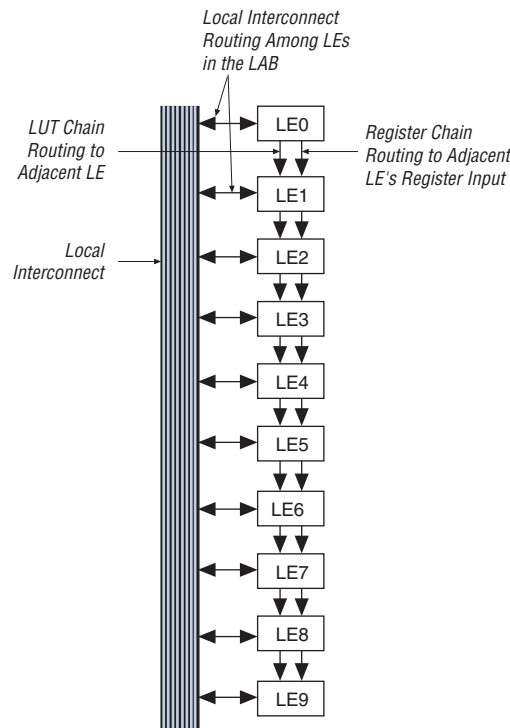 Local Interconnect
Routing Among LEs
in the LAB
LUT Chain
Routing to
Adjacent LE
Register Chain
Routing to Adjacent
LE's Register Input
Local
Interconnect
LE0
LE1
LE2
LE3
LE4
LE5
LE6
LE7
LE8
LE9